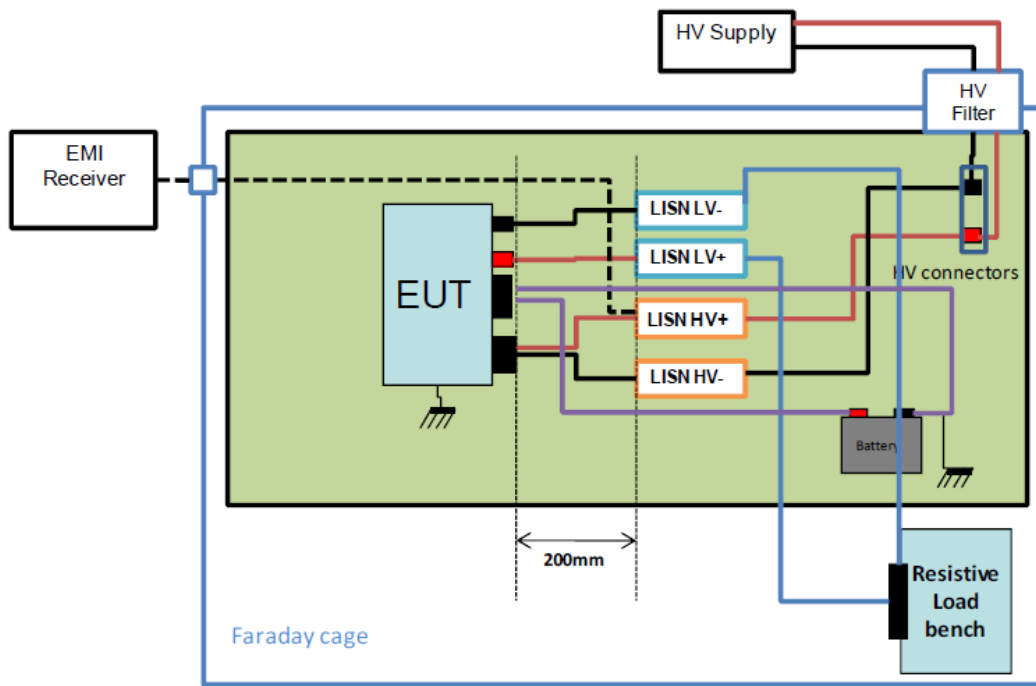 HV Supply
HV
Filter
EMI
Receiver
LISN LV-
LISN LV+
HV connectors
EUT
LISN HV+
LISN HV-
Battery
200mm
Resistive
Load
bench
Faraday cage